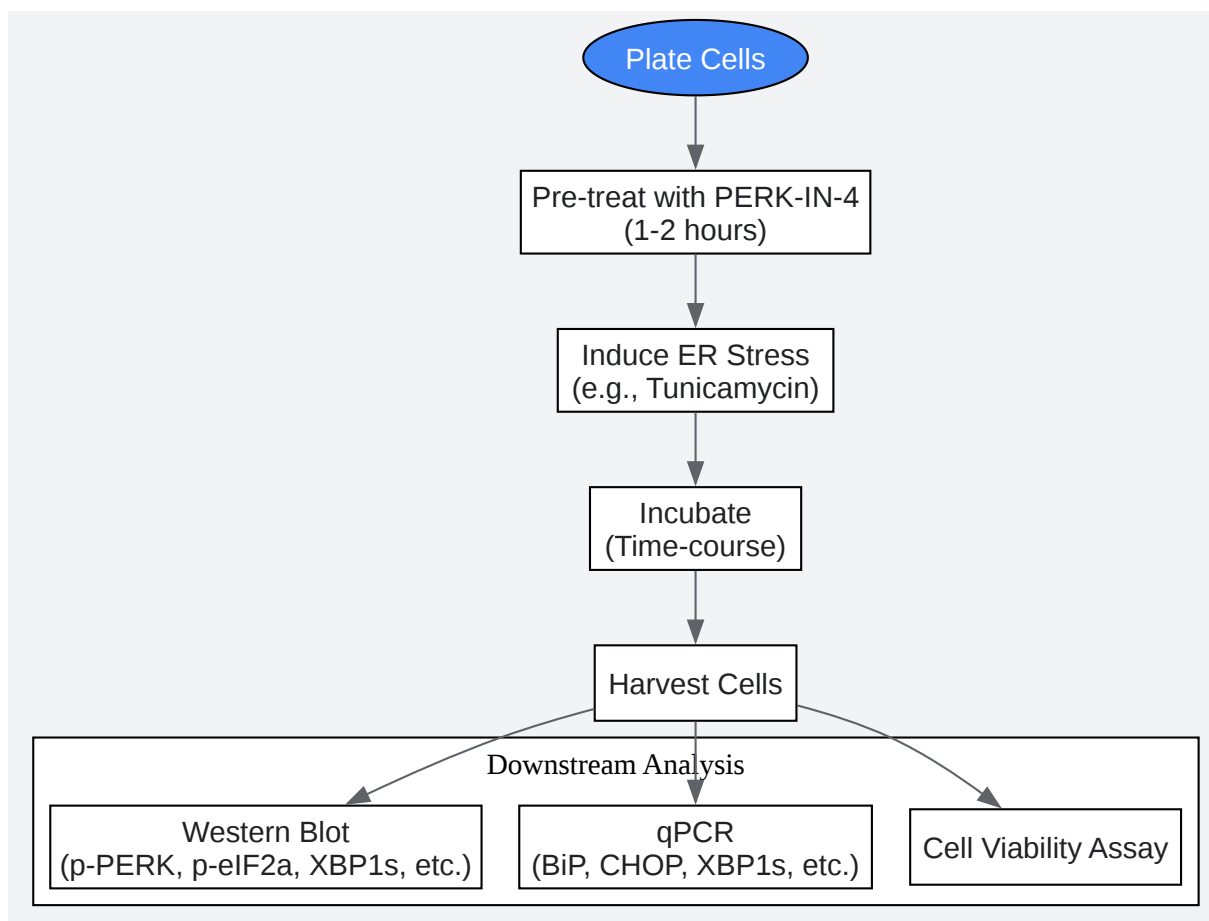 Plate Cells
Pre-treat with PERK-IN-4
(1-2 hours)
Induce ER Stress
(e.g., Tunicamycin)
Incubate
(Time-course)
Harvest Cells
Downstream Analysis
Western Blot
(p-PERK, p-eIF2a, XBP1s, etc.)
qPCR
(BiP, CHOP, XBP1s, etc.)
Cell Viability Assay